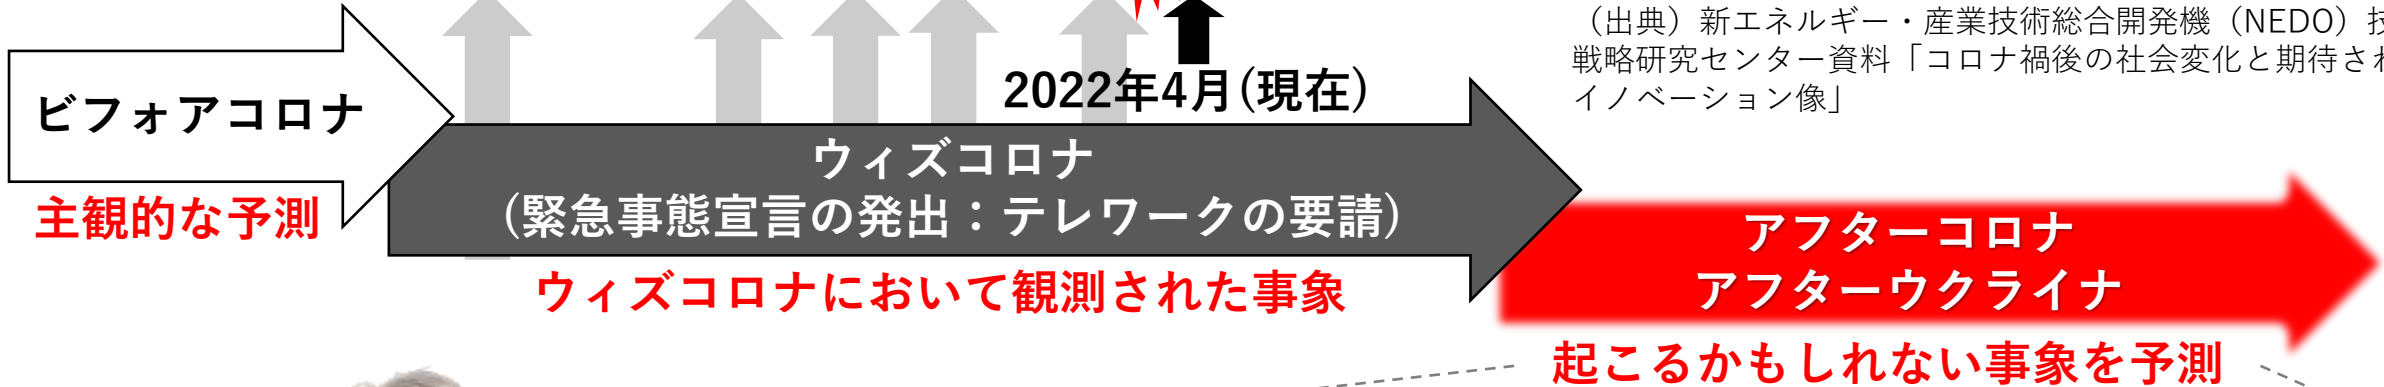 (出典）新エネルギー・産業技術総合開発機（NEDO）
戦略研究センター資料「コロナ禍後の社会変化と期待さ
イノベーション像」
2022年4月(現在)
ビフォアコロナ
主観的な予測
ウィズコロナ
(緊急事態宣言の発出：テレワークの要請)
ウィズコロナにおいて観測された事象
アフターコロナ
アフターウクライナ
起こるかもしれない事象を予測